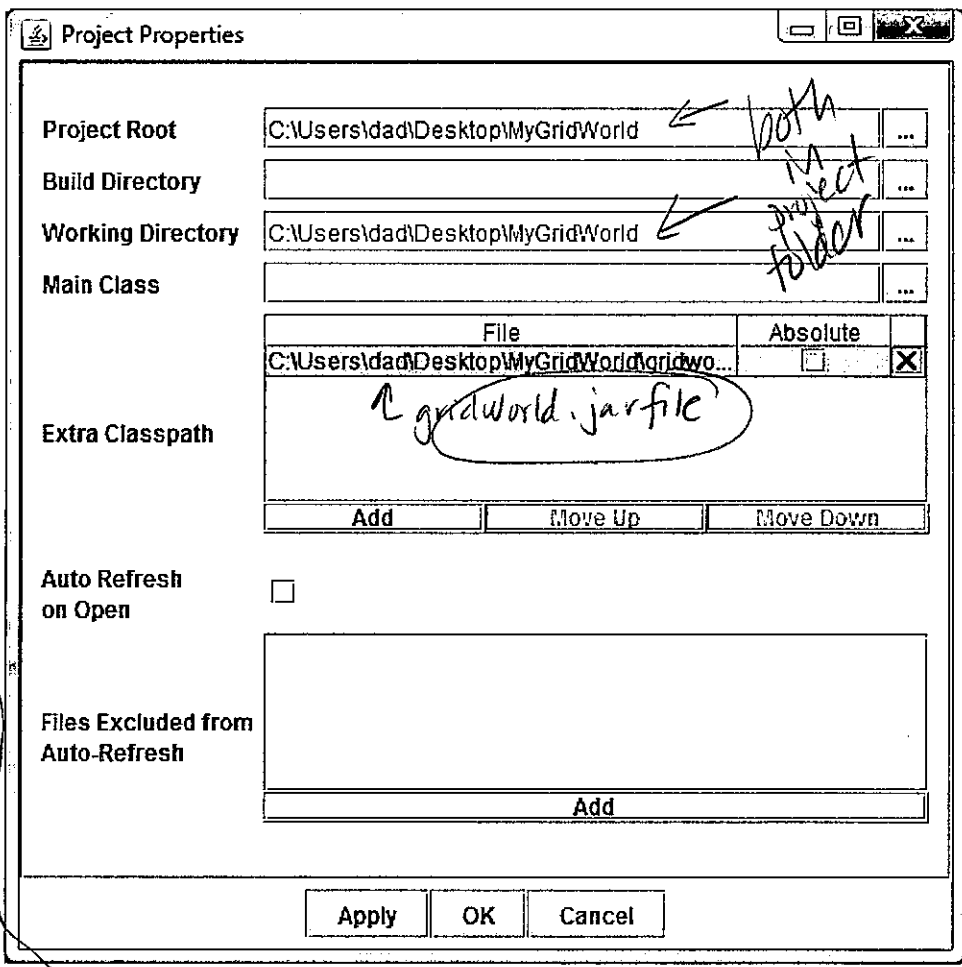 Project Properties
Project Root C:\Users\dad\Desktop\MyGridWorld ...
both
in
project
folder
Build Directory ...
Working Directory C:\Users\dad\Desktop\MyGridWorld ...
Main Class ...
File Absolute
C:\Users\dad\Desktop\MyGridWorld\gridwo... X
gridworld.jar file
Extra Classpath
Add Move Up Move Down
Auto Refresh
on Open
Files Excluded from
Auto-Refresh
Add
Apply OK Cancel